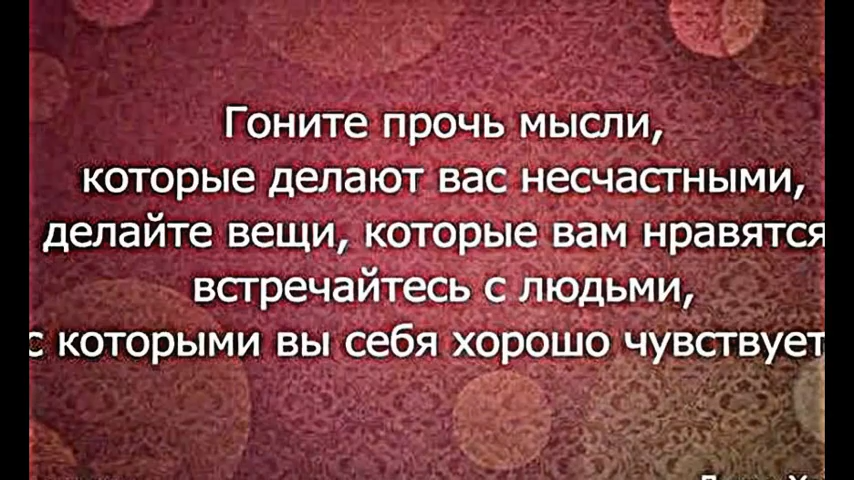 Гоните прочь мысли,
которые делают вас несчастными,
делайте вещи, которые вам нравятся
встречайтесь с людьми,
с которыми вы себя хорошо чувствует